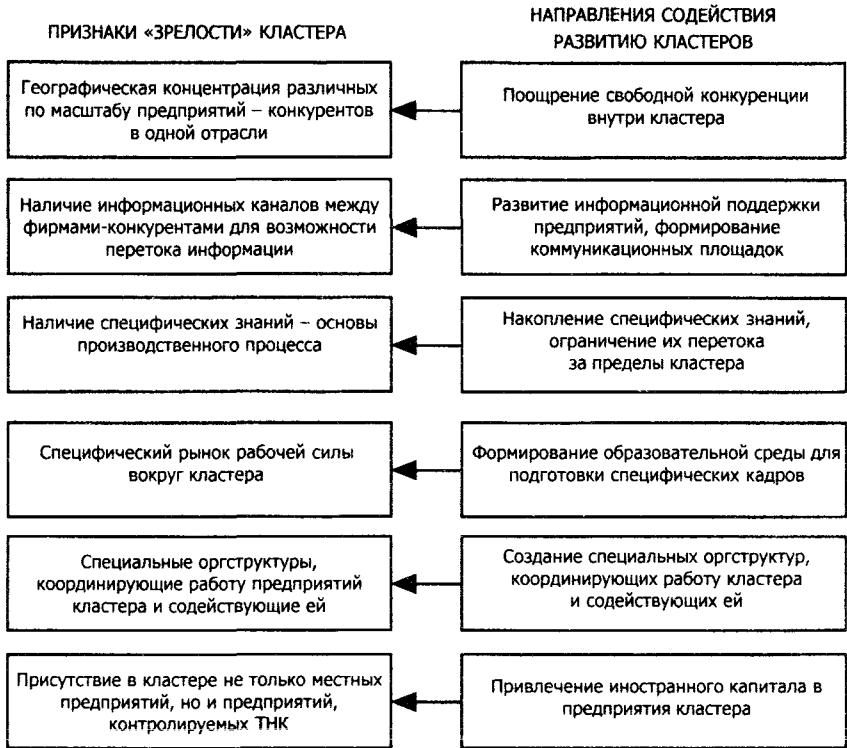 ПРИЗНАКИ «ЗРЕЛОСТИ» КЛАСТЕРА
НАПРАВЛЕНИЯ СОДЕЙСТВИЯ
РАЗВИТИЮ КЛАСТЕРОВ
Географическая концентрация различных
по масштабу предприятий – конкурентов
в одной отрасли
Поощрение свободной конкуренции
внутри кластера
Наличие информационных каналов между
фирмами-конкурентами для возможности
перетока информации
Развитие информационной поддержки
предприятий, формирование
коммуникационных площадок
Наличие специфических знаний – основы
производственного процесса
Накопление специфических знаний,
ограничение их перетока
за пределы кластера
Специфический рынок рабочей силы
вокруг кластера
Формирование образовательной среды для
подготовки специфических кадров
Специальные оргструктуры,
координирующие работу предприятий
кластера и содействующие ей
Создание специальных оргструктур,
координирующих работу кластера
и содействующих ей
Присутствие в кластере не только местных
предприятий, но и предприятий,
контролируемых ТНК
Привлечение иностранного капитала в
предприятия кластера